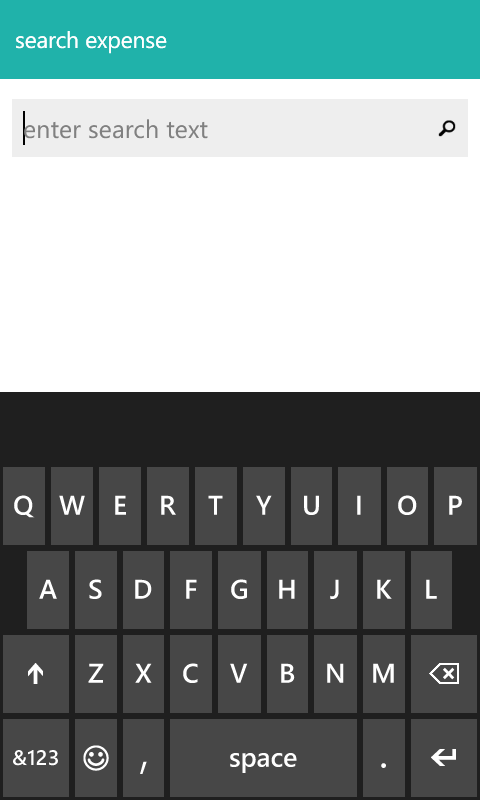 search expense
enter search text
Q W E R T Y U I O P
A S D F G H J K L
Z X C V B N M
&123 , space .